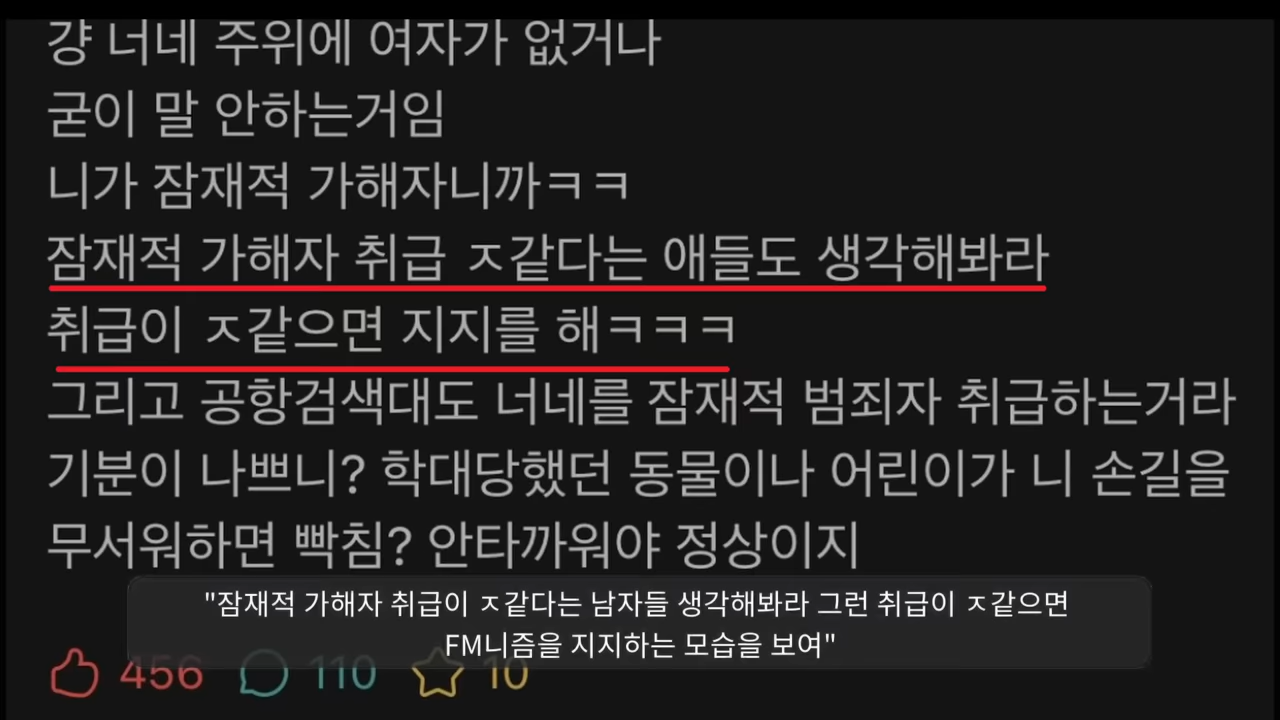 걍 너네 주위에 여자가 없거나
굳이 말 안하는거임
니가 잠재적 가해자니까ㅋㅋ
잠재적 가해자 취급 ㅈ같다는 애들도 생각해봐라
취급이 ㅈ같으면 지지를 해ㅋㅋㅋ
그리고 공항검색대도 너네를 잠재적 범죄자 취급하는거라
기분이 나쁘니? 학대당했던 동물이나 어린이가 니 손길을
무서워하면 빡침? 안타까워야 정상이지
"잠재적 가해자 취급이 ㅈ같다는 남자들 생각해봐라 그런 취급이 ㅈ같으면
FM니즘을 지지하는 모습을 보여"
456 110 10